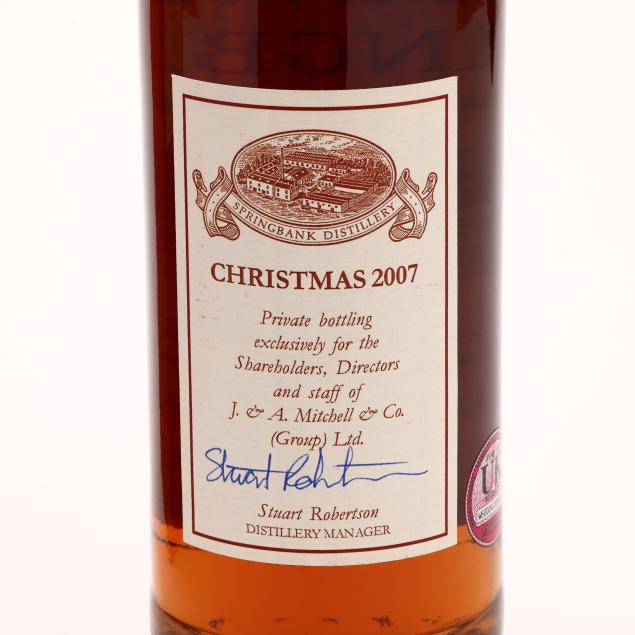 SPRINGBANK DISTILLERY
CHRISTMAS 2007
Private bottling
exclusively for the
Shareholders, Directors
and staff of
J. & A. Mitchell & Co.
(Group) Ltd.
Stuart Robertson
Stuart Robertson
DISTILLERY MANAGER
UK